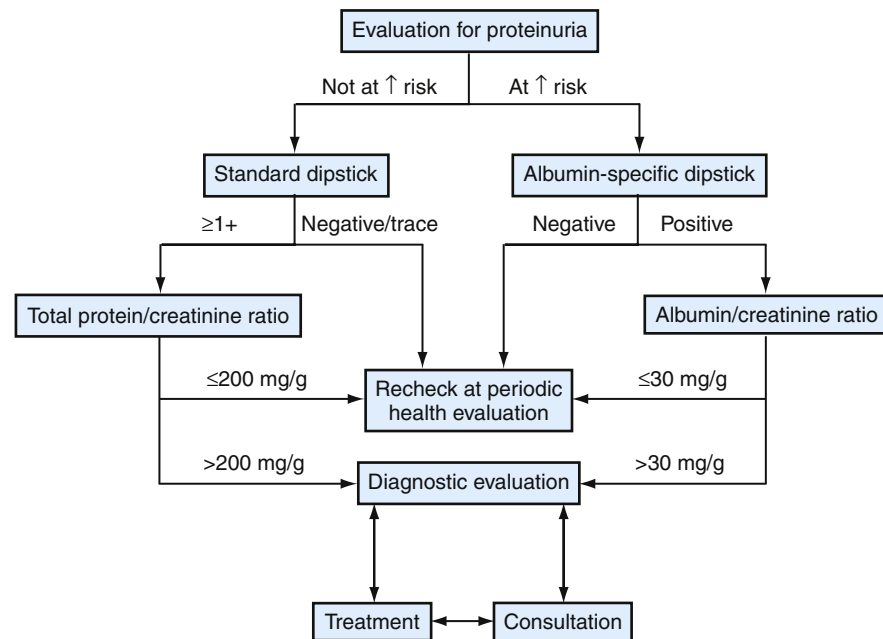 Evaluation for proteinuria
Not at ↑ risk
At ↑ risk
Standard dipstick
Albumin-specific dipstick
≥1+
Negative/trace
Negative
Positive
Total protein/creatinine ratio
Albumin/creatinine ratio
≤200 mg/g
Recheck at periodic
health evaluation
≤30 mg/g
>200 mg/g
Diagnostic evaluation
>30 mg/g
Treatment
Consultation